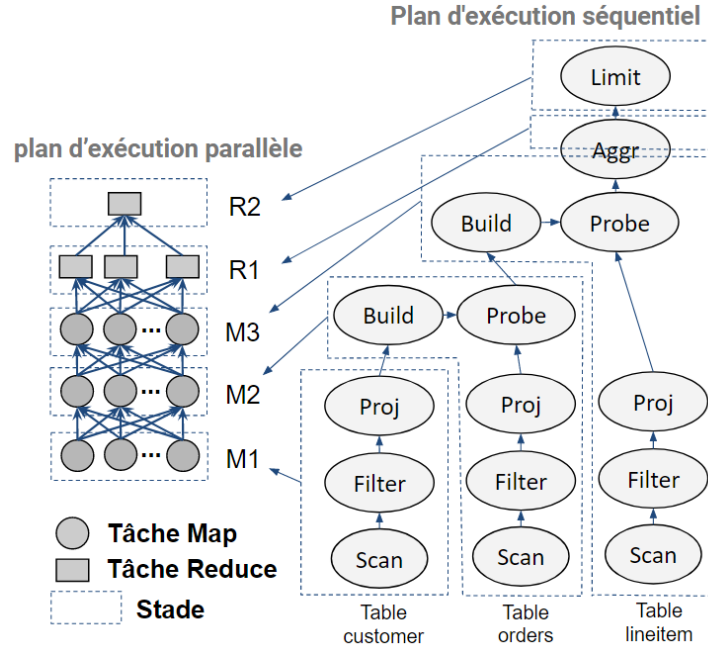 Plan d'exécution séquentiel
Limit
plan d'exécution parallèle
Aggr
R2
Build
Probe
R1
M3
Build
Probe
M2
Proj
Proj
Proj
M1
Filter
Filter
Filter
Tâche Map
Scan
Scan
Scan
Tâche Reduce
Stade
Table
customer
Table
orders
Table
lineitem